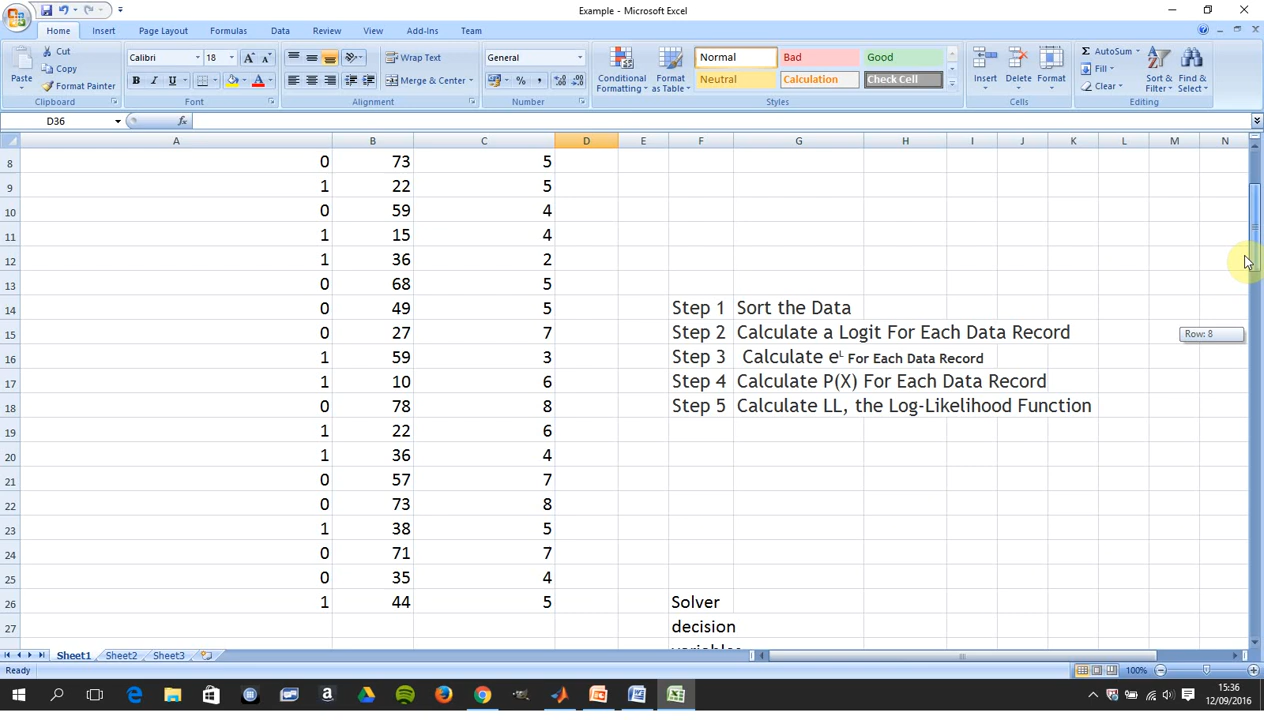 Example - Microsoft Excel
Home Insert Page Layout Formulas Data Review View Add-Ins Team
Paste
Cut
Copy
Format Painter
Clipboard
Calibri 18
B I U
Font
Wrap Text
Merge & Center
Alignment
General
Number
Conditional Formatting
Format as Table
Normal Bad Good
Neutral Calculation Check Cell
Styles
Insert Delete Format
Cells
AutoSum
Fill
Clear
Sort & Filter
Find & Select
Editing
D36 fx
A B C D E F G H I J K L M N
8 0 73 5
9 1 22 5
10 0 59 4
11 1 15 4
12 1 36 2
13 0 68 5
14 0 49 5 Step 1 Sort the Data
15 0 27 7 Step 2 Calculate a Logit For Each Data Record Row: 8
16 1 59 3 Step 3 Calculate eᴸ For Each Data Record
17 1 10 6 Step 4 Calculate P(X) For Each Data Record
18 0 78 8 Step 5 Calculate LL, the Log-Likelihood Function
19 1 22 6
20 1 36 4
21 0 57 7
22 0 73 8
23 1 38 5
24 0 71 7
25 0 35 4
26 1 44 5 Solver
27 decision
variables
Sheet1 Sheet2 Sheet3
Ready 100%
15:36
12/09/2016